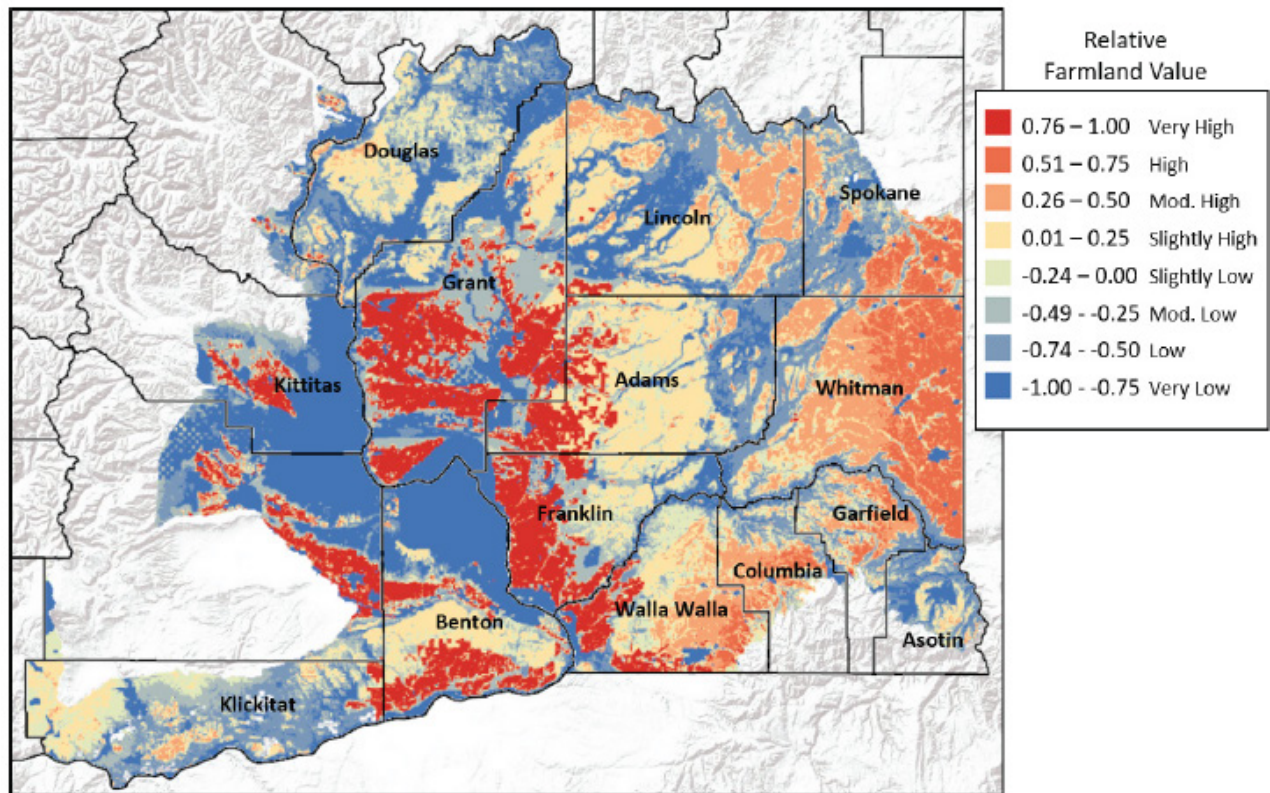 Relative
Farmland Value
0.76 – 1.00 Very High
0.51 – 0.75 High
0.26 – 0.50 Mod. High
0.01 – 0.25 Slightly High
-0.24 – 0.00 Slightly Low
-0.49 - -0.25 Mod. Low
-0.74 - -0.50 Low
-1.00 - -0.75 Very Low
Douglas
Spokane
Lincoln
Grant
Kittitas
Adams
Whitman
Franklin
Garfield
Columbia
Walla Walla
Benton
Asotin
Klickitat